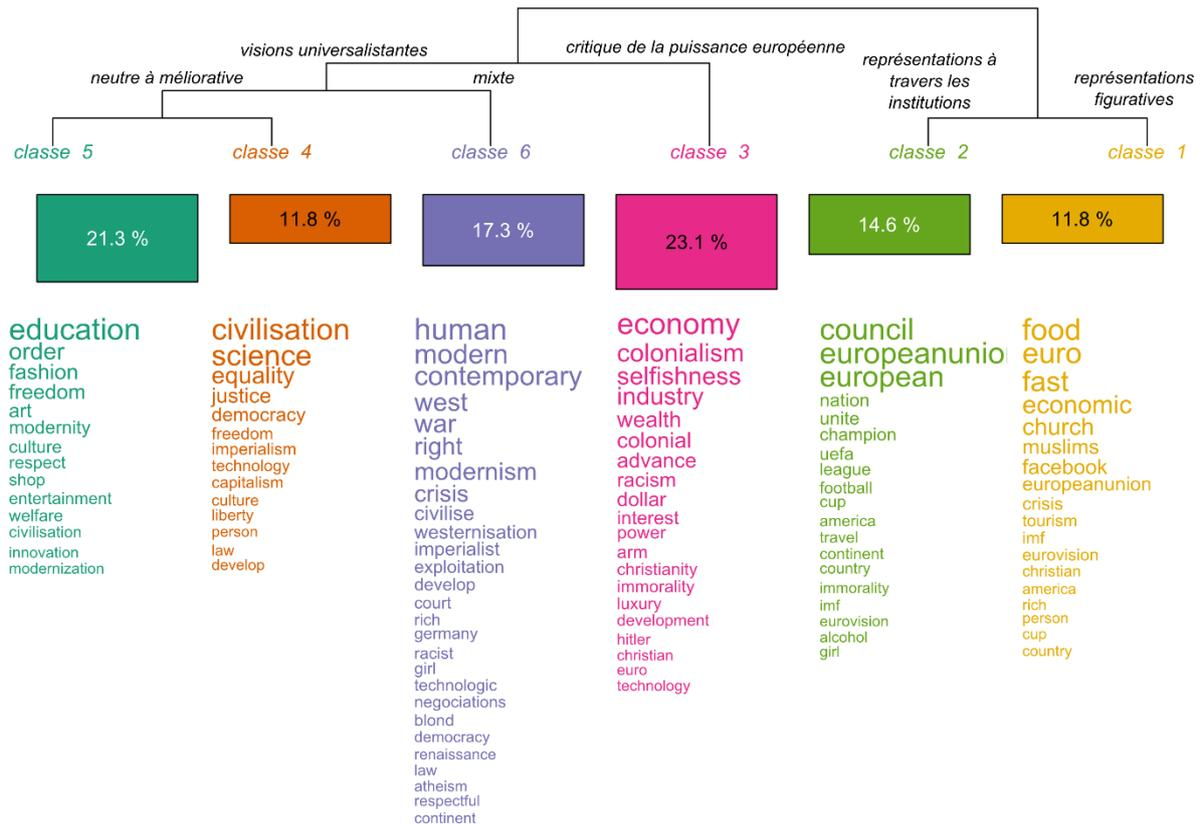 visions universalistantes
critique de la puissance européenne
neutre à méliorative
mixte
représentations à
travers les
institutions
représentations
figuratives
classe 5
classe 4
classe 6
classe 3
classe 2
classe 1
21.3 %
11.8 %
17.3 %
23.1 %
14.6 %
11.8 %
education
order
fashion
freedom
art
modernity
culture
respect
shop
entertainment
welfare
civilisation
innovation
modernization
civilisation
science
equality
justice
democracy
freedom
imperialism
technology
capitalism
culture
liberty
person
law
develop
human
modern
contemporary
west
war
right
modernism
crisis
civilise
westernisation
imperialist
exploitation
develop
court
rich
germany
racist
girl
technologic
negociations
blond
democracy
renaissance
law
atheism
respectful
continent
economy
colonialism
selfishness
industry
wealth
colonial
advance
racism
dollar
interest
power
arm
christianity
immorality
luxury
development
hitler
christian
euro
technology
council
europeanunio
european
nation
unite
champion
uefa
league
football
cup
america
travel
continent
country
immorality
imf
eurovision
alcohol
girl
food
euro
fast
economic
church
muslims
facebook
europeanunion
crisis
tourism
imf
eurovision
christian
america
rich
person
cup
country